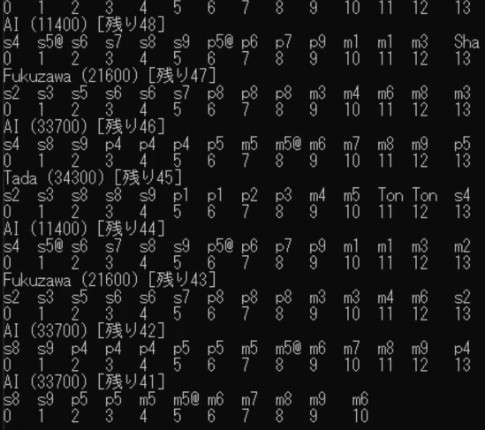 0 1 2 3 4 5 6 7 8 9 10 11 12 13
AI (11400) [残り48]
s4 s5@ s6 s7 s8 s9 p5@ p6 p7 p9 m1 m1 m3 Sha
0 1 2 3 4 5 6 7 8 9 10 11 12 13
Fukuzawa (21600) [残り47]
s2 s3 s5 s6 s6 s7 p8 p8 p8 m3 m4 m6 m8 m3
0 1 2 3 4 5 6 7 8 9 10 11 12 13
AI (33700) [残り46]
s4 s8 s9 p4 p4 p4 p5 m5 m5@ m6 m7 m8 m9 p5
0 1 2 3 4 5 6 7 8 9 10 11 12 13
Tada (34300) [残り45]
s2 s3 s8 s8 s9 p1 p1 p2 p3 m4 m5 Ton Ton s4
0 1 2 3 4 5 6 7 8 9 10 11 12 13
AI (11400) [残り44]
s4 s5@ s6 s7 s8 s9 p5@ p6 p7 p9 m1 m1 m3 m2
0 1 2 3 4 5 6 7 8 9 10 11 12 13
Fukuzawa (21600) [残り43]
s2 s3 s5 s6 s6 s7 p8 p8 p8 m3 m3 m4 m6 s2
0 1 2 3 4 5 6 7 8 9 10 11 12 13
AI (33700) [残り42]
s8 s9 p4 p4 p4 p5 p5 m5 m5@ m6 m7 m8 m9 p4
0 1 2 3 4 5 6 7 8 9 10 11 12 13
AI (33700) [残り41]
s8 s9 p5 p5 m5 m5@ m6 m7 m8 m9 m6
0 1 2 3 4 5 6 7 8 9 10